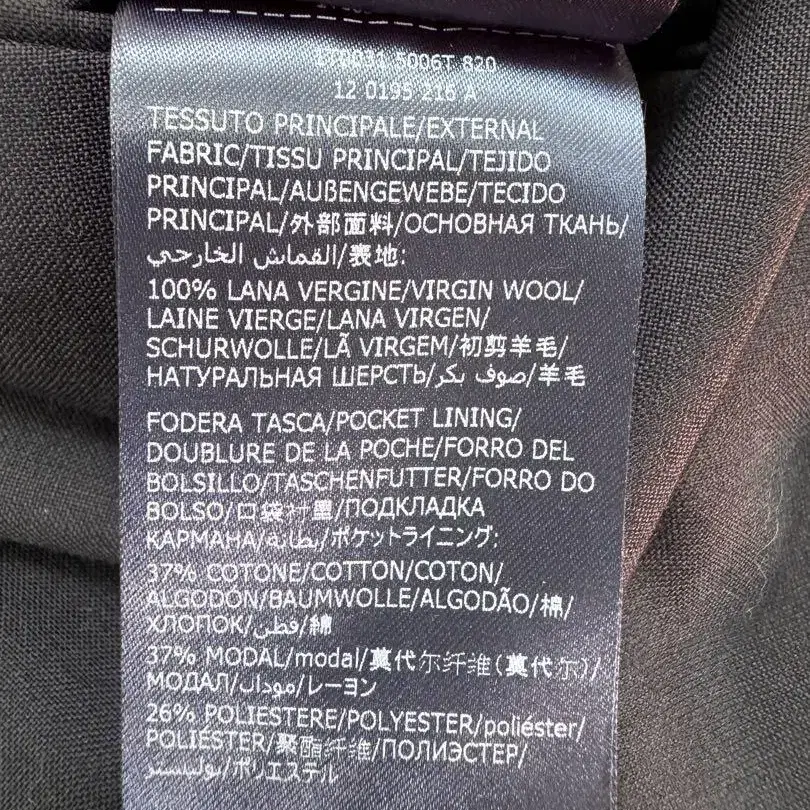 5006T 820
12 0195 216 A
TESSUTO PRINCIPALE/EXTERNAL
FABRIC/TISSU PRINCIPAL/TEJIDO
PRINCIPAL/AUßENGEWEBE/TECIDO
PRINCIPAL/外部面料/ОСНОВНАЯ ТКАНЬ/
القماش الخارجي/裏地:
100% LANA VERGINE/VIRGIN WOOL/
LAINE VIERGE/LANA VIRGEN/
SCHURWOLLE/LÃ VIRGEM/初剪羊毛/
НАТУРАЛЬНАЯ ШЕРСТЬ/صوف بكر/羊毛
FODERA TASCA/POCKET LINING/
DOUBLURE DE LA POCHE/FORRO DEL
BOLSILLO/TASCHENFUTTER/FORRO DO
BOLSO/口袋里/ПОДКЛАДКА
КАРМАНА/بطانة/ポケットライニング:
37% COTONE/COTTON/COTON/
ALGODON/BAUMWOLLE/ALGODÃO/棉/
ХЛОПОК/قطن/綿
37% MODAL/modal/莫代尔纤维(莫代尔)/
МОДАЛ/مودال/レーヨン
26% POLIESTERE/POLYESTER/poliéster/
POLIÉSTER/聚酯纤维/ПОЛИЭСТЕР/
بوليستر/ポリエステル